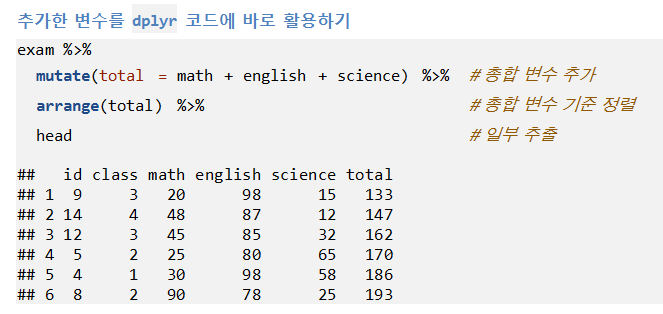 추가한 변수를 dplyr 코드에 바로 활용하기
exam %>%
  mutate(total = math + english + science) %>%  # 총합 변수 추가
  arrange(total) %>%                            # 총합 변수 기준 정렬
  head                                          # 일부 추출
##   id class math english science total
## 1  9     3   20      98      15   133
## 2 14     4   48      87      12   147
## 3 12     3   45      85      32   162
## 4  5     2   25      80      65   170
## 5  4     1   30      98      58   186
## 6  8     2   90      78      25   193